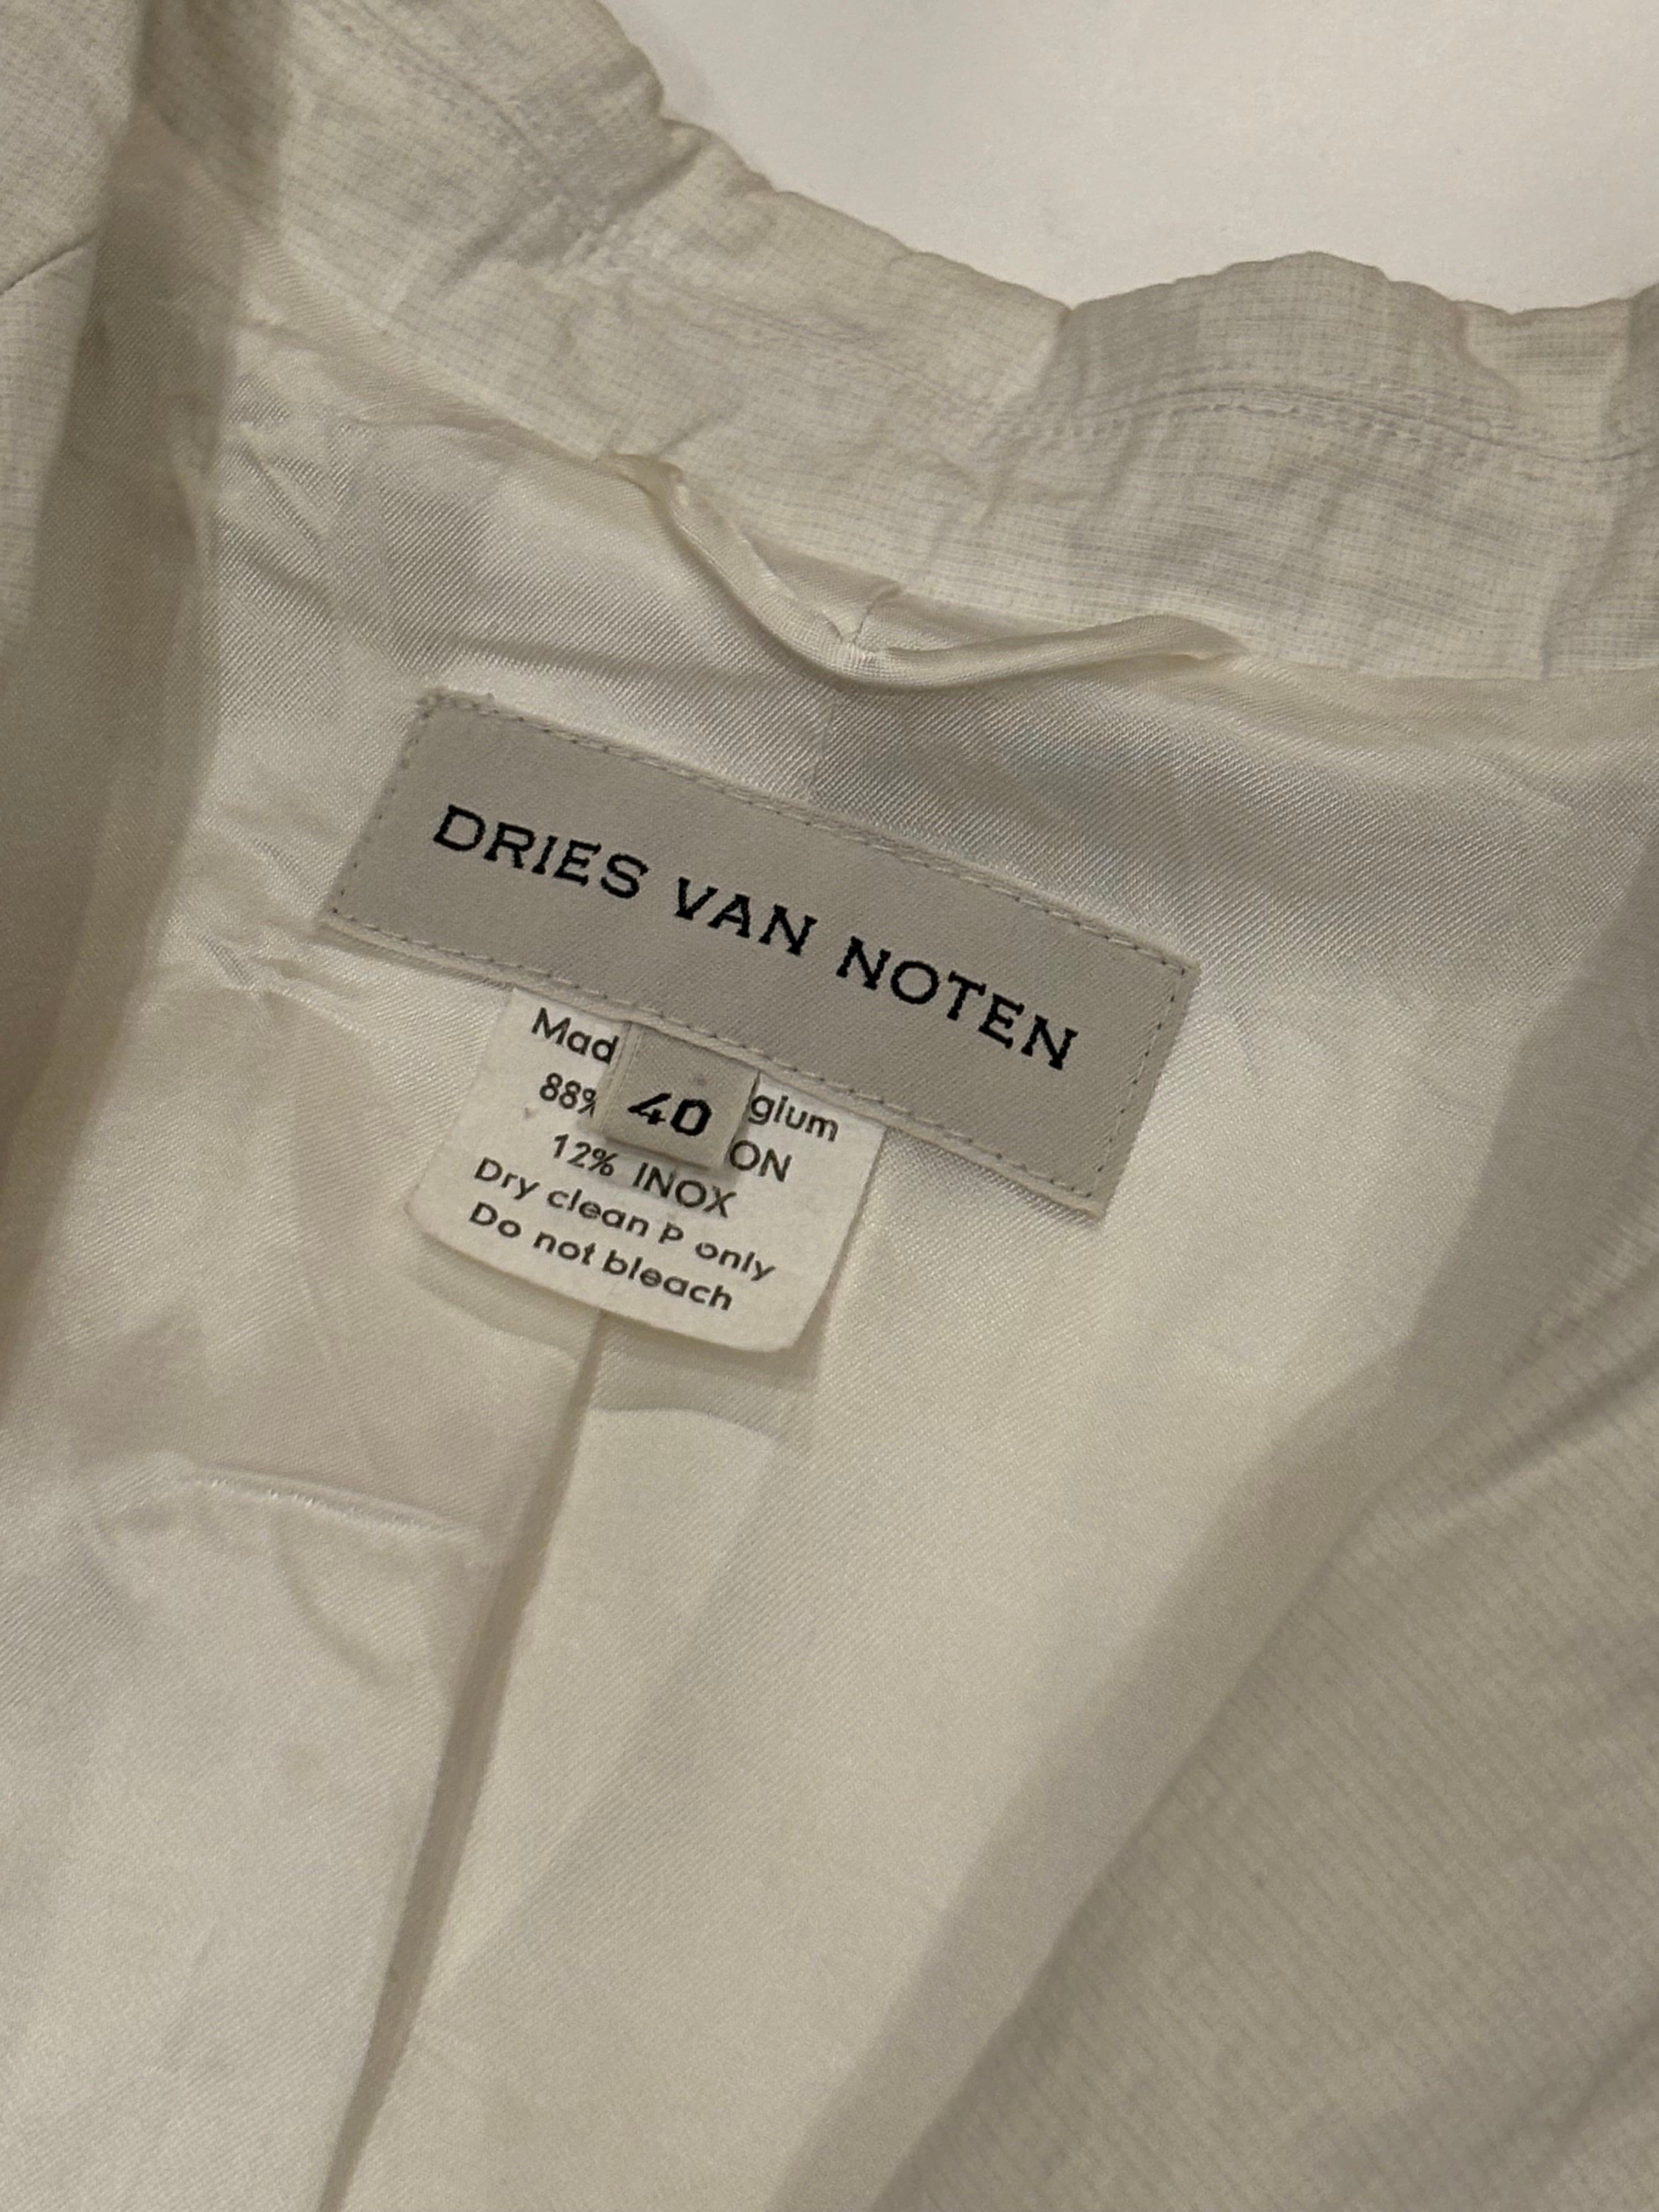 DRIES VAN NOTEN
40
Mad glum
88% ON
12% INOX
Dry clean P only
Do not bleach